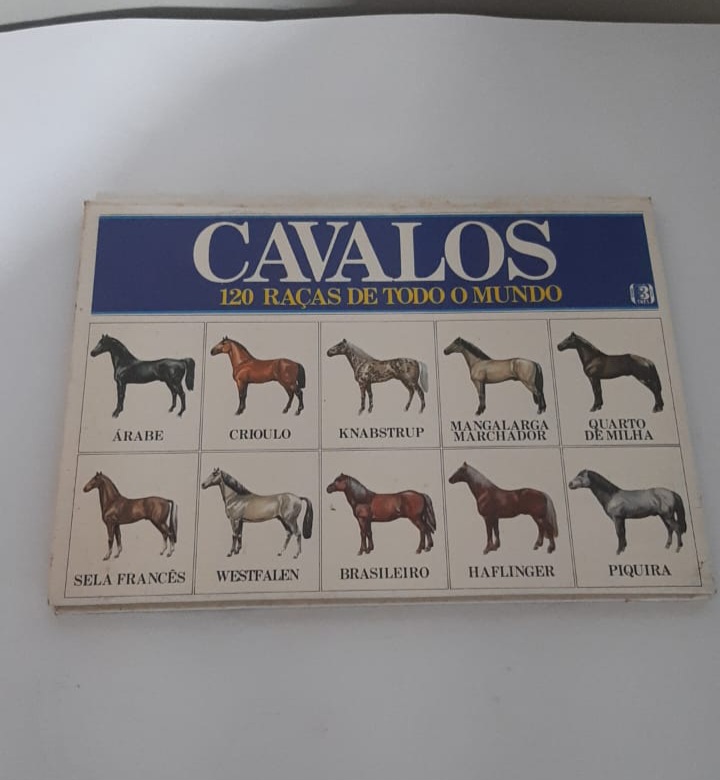 CAVALOS
120 RAÇAS DE TODO O MUNDO
3
ÁRABE
CRIOULO
KNABSTRUP
MANGALARGA
MARCHADOR
QUARTO
DE MILHA
SELA FRANCÊS
WESTFALEN
BRASILEIRO
HAFLINGER
PIQUIRA